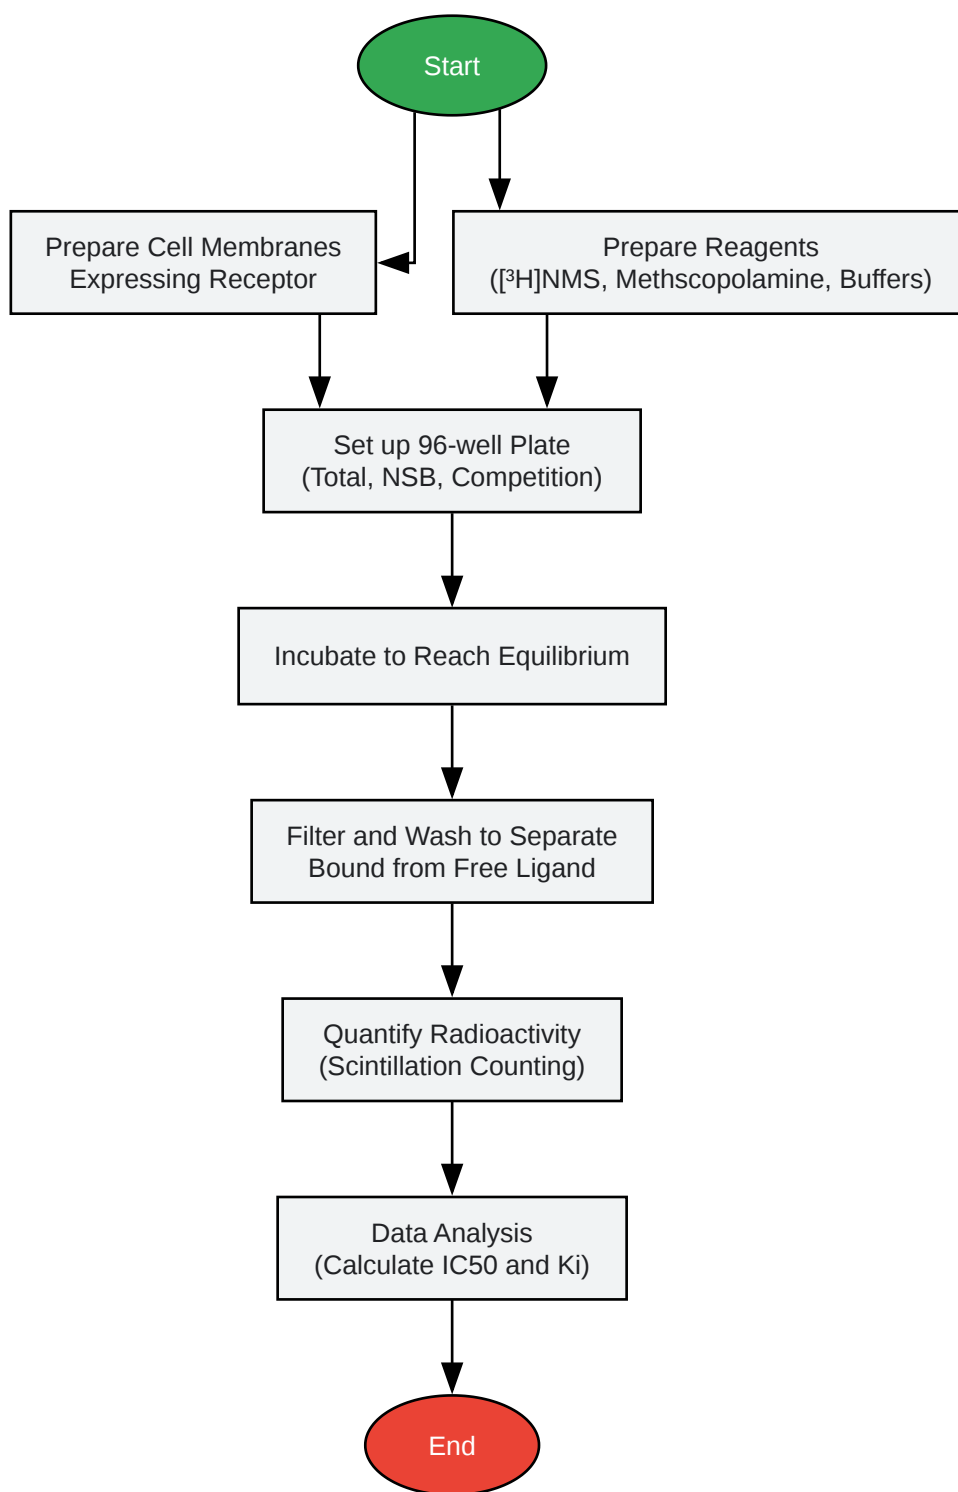 Start
Prepare Cell Membranes
Expressing Receptor
Prepare Reagents
([³H]NMS, Methscopolamine, Buffers)
Set up 96-well Plate
(Total, NSB, Competition)
Incubate to Reach Equilibrium
Filter and Wash to Separate
Bound from Free Ligand
Quantify Radioactivity
(Scintillation Counting)
Data Analysis
(Calculate IC50 and Ki)
End